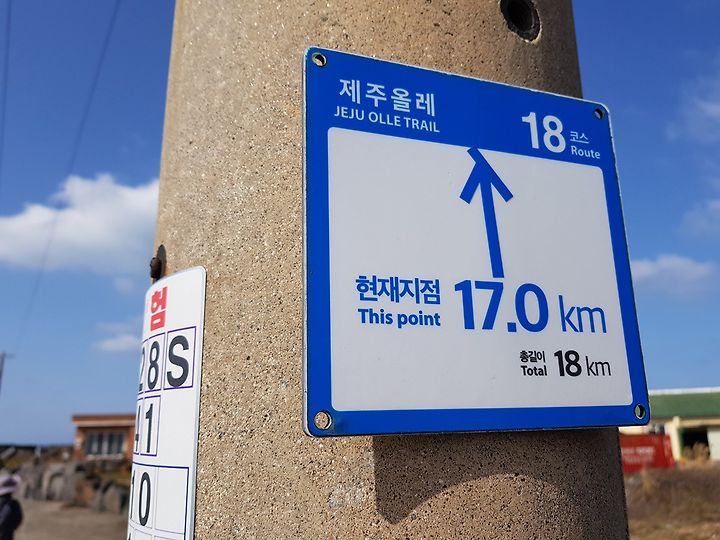 제주올레
JEJU OLLE TRAIL
18 코스
Route
현재지점
This point
17.0 km
총길이
Total
18 km
험
28S
41
10